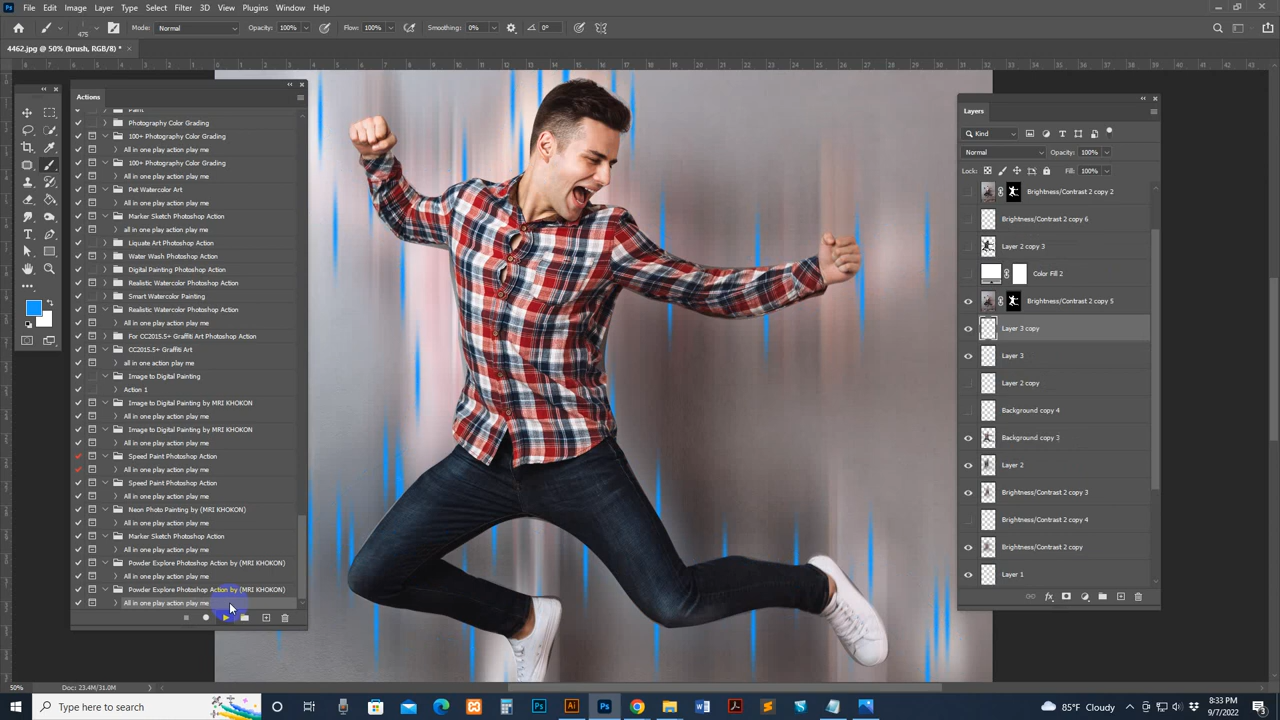 Ps File Edit Image Layer Type Select Filter 3D View Plugins Window Help
475 Mode: Normal Opacity: 100% Flow: 100% Smoothing: 0% 0°
4462.jpg @ 50% (brush, RGB/8) * ×
Actions
Paint
Photography Color Grading
100+ Photography Color Grading
All in one play action play me
100+ Photography Color Grading
All in one play action play me
Pet Watercolor Art
All in one play action play me
Marker Sketch Photoshop Action
All in one play action play me
Liquate Art Photoshop Action
Water Wash Photoshop Action
Digital Painting Photoshop Action
Realistic Watercolor Photoshop Action
Smart Watercolor Painting
Realistic Watercolor Photoshop Action
All in one play action play me
For CC2015.5+ Graffiti Art Photoshop Action
CC2015.5+ Graffiti Art
all in one play action play me
Image to Digital Painting
Action 1
Image to Digital Painting by MRI KHOKON
All in one play action play me
Image to Digital Painting by MRI KHOKON
All in one play action play me
Speed Paint Photoshop Action
All in one play action play me
Speed Paint Photoshop Action
All in one play action play me
Neon Photo Painting by (MRI KHOKON)
All in one play action play me
Marker Sketch Photoshop Action
All in one play action play me
Powder Explore Photoshop Action by (MRI KHOKON)
All in one play action play me
Powder Explore Photoshop Action by (MRI KHOKON)
All in one play action play me
Layers
Kind
Normal Opacity: 100%
Lock: Fill: 100%
Brightness/Contrast 2 copy 2
Brightness/Contrast 2 copy 6
Layer 2 copy 3
Color Fill 2
Brightness/Contrast 2 copy 5
Layer 3 copy
Layer 3
Layer 2 copy
Background copy 4
Background copy 3
Layer 2
Brightness/Contrast 2 copy 3
Brightness/Contrast 2 copy 4
Brightness/Contrast 2 copy
Layer 1
50% Doc: 23.4M/31.0M
Type here to search
85°F Cloudy
8:33 PM
9/7/2022